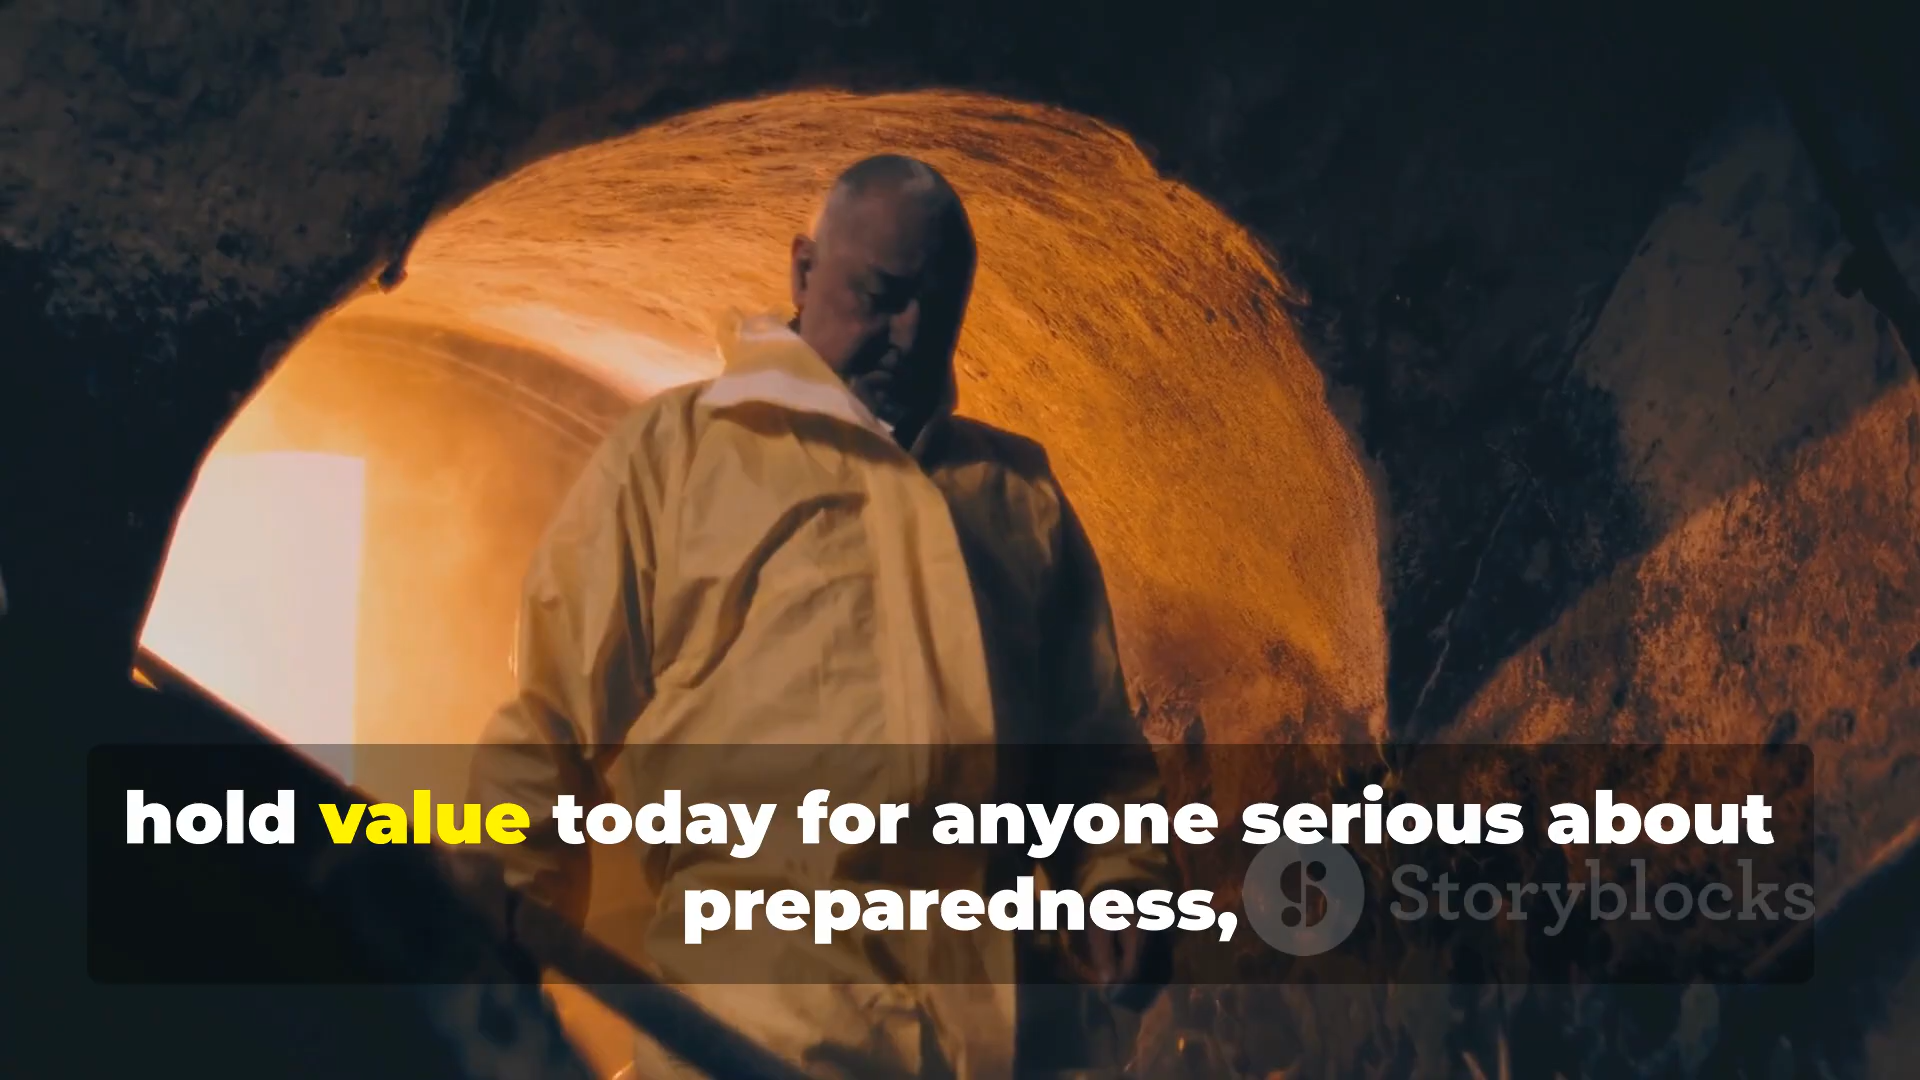 hold value today for anyone serious about
preparedness,
Storyblocks